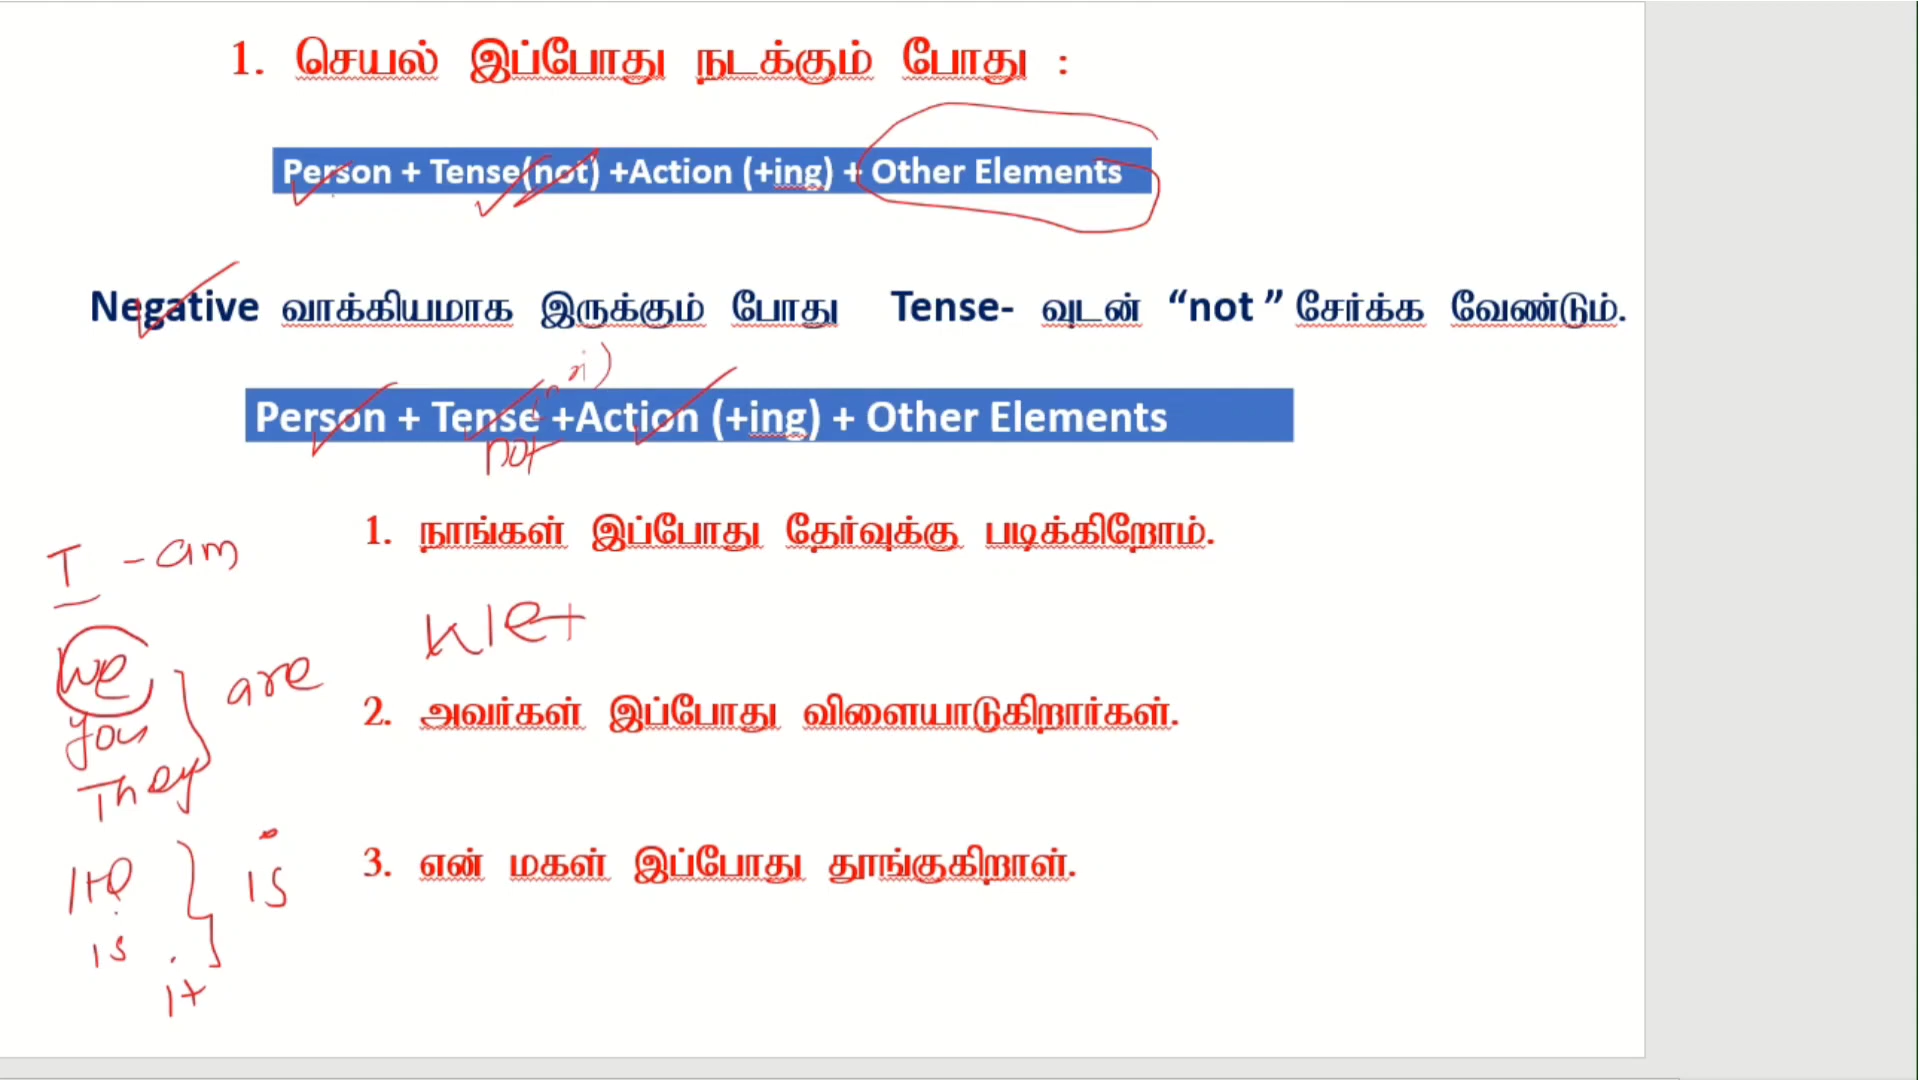 1. செயல் இப்போது நடக்கும் போது :
Person + Tense(not) +Action (+ing) + Other Elements
Negative வாக்கியமாக இருக்கும் போது Tense- வுடன் “not ” சேர்க்க வேண்டும்.
Person + Tense +Action (+ing) + Other Elements
not
1. நாங்கள் இப்போது தேர்வுக்கு படிக்கிறோம்.
I - am
we
you
They
are
2. அவர்கள் இப்போது விளையாடுகிறார்கள்.
3. என் மகள் இப்போது தூங்குகிறாள்.
He
is
is
it